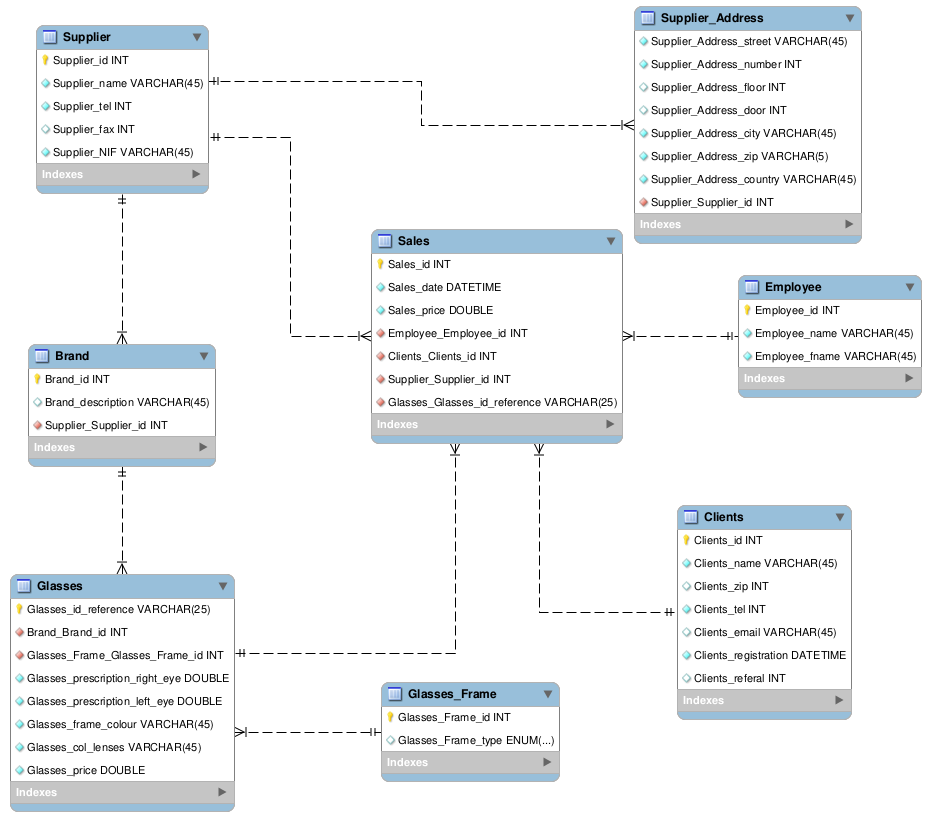 Supplier
Supplier_id INT
Supplier_name VARCHAR(45)
Supplier_tel INT
Supplier_fax INT
Supplier_NIF VARCHAR(45)
Indexes
Supplier_Address
Supplier_Address_street VARCHAR(45)
Supplier_Address_number INT
Supplier_Address_floor INT
Supplier_Address_door INT
Supplier_Address_city VARCHAR(45)
Supplier_Address_zip VARCHAR(5)
Supplier_Address_country VARCHAR(45)
Supplier_Supplier_id INT
Indexes
Sales
Sales_id INT
Sales_date DATETIME
Sales_price DOUBLE
Employee_Employee_id INT
Clients_Clients_id INT
Supplier_Supplier_id INT
Glasses_Glasses_id_reference VARCHAR(25)
Indexes
Employee
Employee_id INT
Employee_name VARCHAR(45)
Employee_fname VARCHAR(45)
Indexes
Brand
Brand_id INT
Brand_description VARCHAR(45)
Supplier_Supplier_id INT
Indexes
Clients
Clients_id INT
Clients_name VARCHAR(45)
Clients_zip INT
Clients_tel INT
Clients_email VARCHAR(45)
Clients_registration DATETIME
Clients_referal INT
Indexes
Glasses
Glasses_id_reference VARCHAR(25)
Brand_Brand_id INT
Glasses_Frame_Glasses_Frame_id INT
Glasses_prescription_right_eye DOUBLE
Glasses_prescription_left_eye DOUBLE
Glasses_frame_colour VARCHAR(45)
Glasses_col_lenses VARCHAR(45)
Glasses_price DOUBLE
Indexes
Glasses_Frame
Glasses_Frame_id INT
Glasses_Frame_type ENUM(...)
Indexes